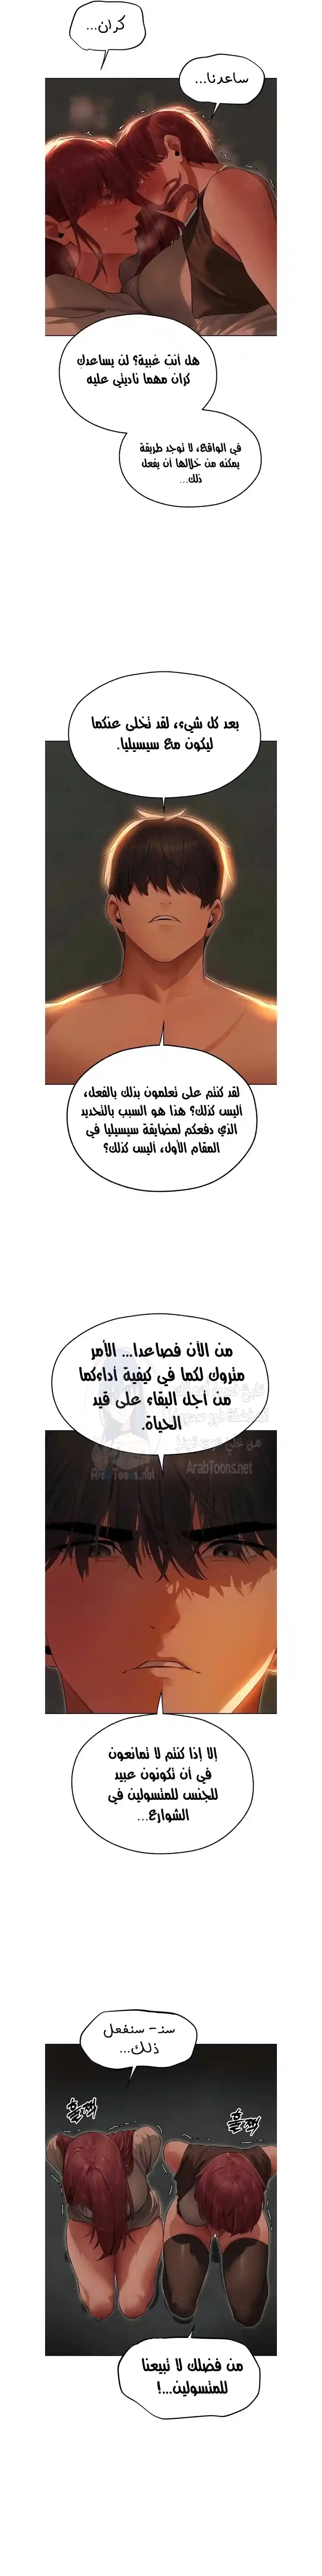 كران...
ساعدنا...
هل أنتِ غبية؟ لن يساعدكِ
كران مهما ناديتي عليه
في الواقع، لا توجد طريقة
يمكنه من خلالها أن يفعل
ذلك...
بعد كل شيء، لقد تخلى عنكما
ليكون مع سيسيليا.
لقد كنتم على تعلمون بذلك بالفعل،
أليس كذلك؟ هذا هو السبب بالتحديد
الذي دفعكم لمضايقة سيسيليا في
المقام الأول، أليس كذلك؟
من الآن فصاعدا... الأمر
متروك لكما في كيفية أداءكما
من أجل البقاء على قيد
الحياة.
ArabToons.net
ArabToons.net
إلا إذا كنتم لا تمانعون
في أن تكونون عبيد
للجنس للمتسولين في
الشوارع...
سنـ- سنفعل
ذلك...
من فضلك لا تبيعنا
للمتسولين...!